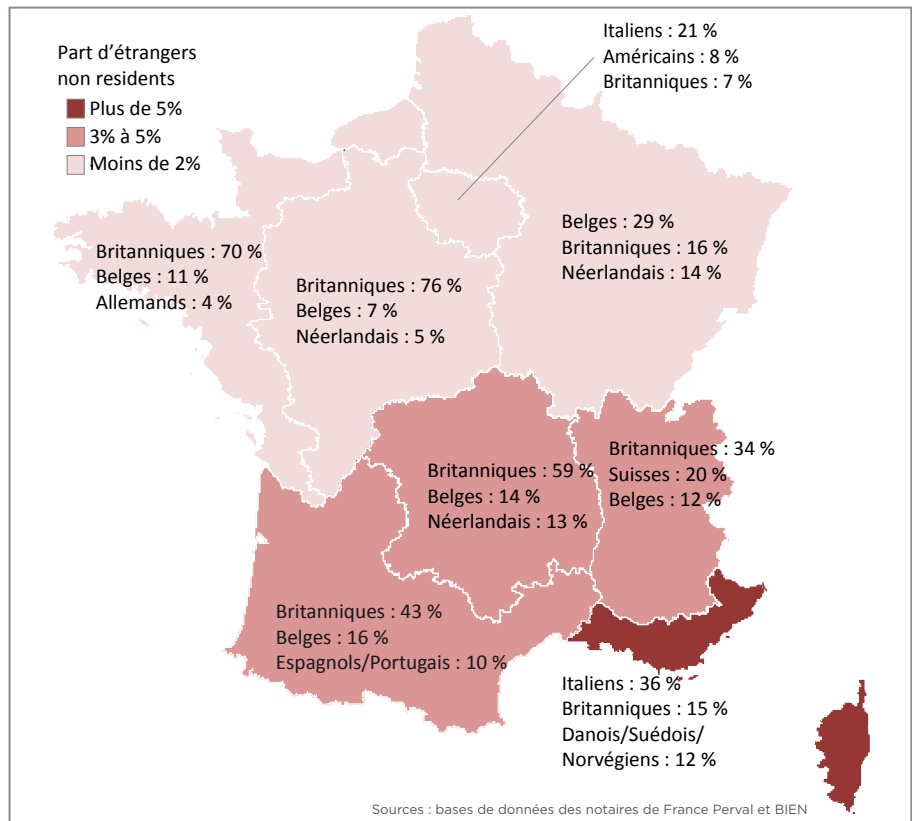 Part d'étrangers
non residents
Plus de 5%
3% à 5%
Moins de 2%
Italiens : 21 %
Américains : 8 %
Britanniques : 7 %
Belges : 29 %
Britanniques : 16 %
Néerlandais : 14 %
Britanniques : 70 %
Belges : 11 %
Allemands : 4 %
Britanniques : 76 %
Belges : 7 %
Néerlandais : 5 %
Britanniques : 34 %
Suisses : 20 %
Belges : 12 %
Britanniques : 59 %
Belges : 14 %
Néerlandais : 13 %
Britanniques : 43 %
Belges : 16 %
Espagnols/Portugais : 10 %
Italiens : 36 %
Britanniques : 15 %
Danois/Suédois/
Norvégiens : 12 %
Sources : bases de données des notaires de France Perval et BIEN